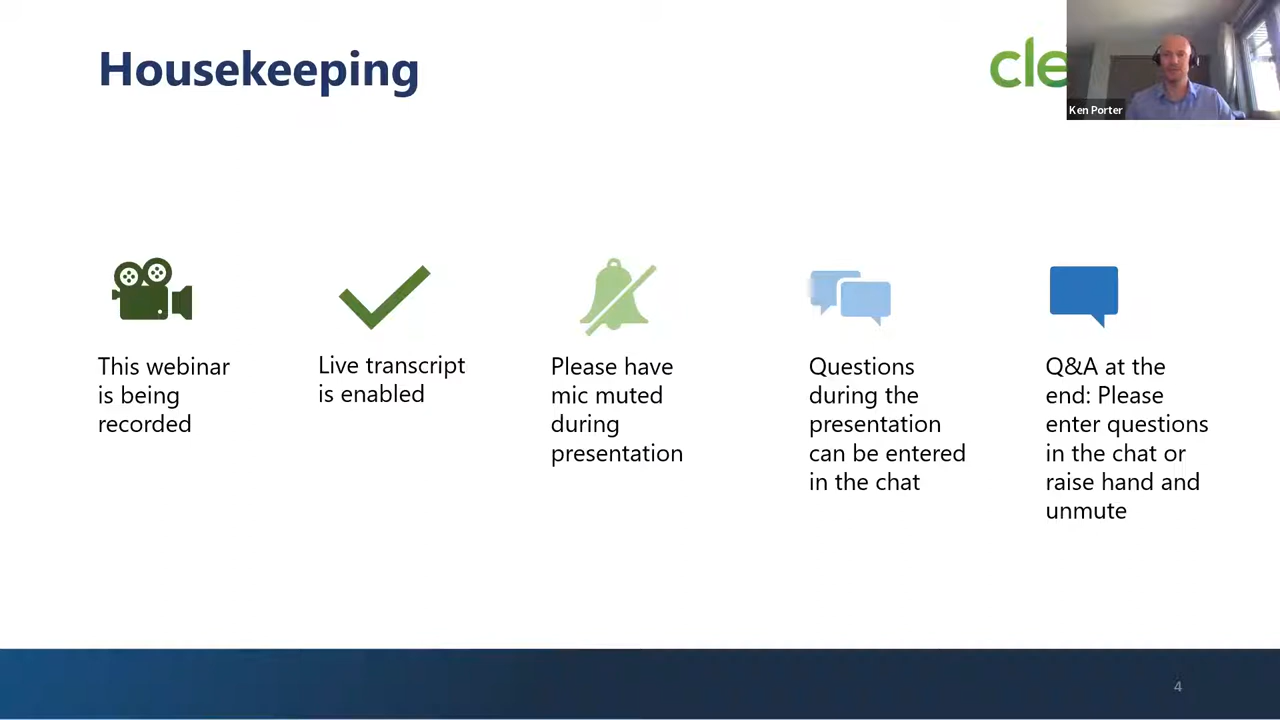 Housekeeping
cle
Ken Porter
This webinar
is being
recorded
Live transcript
is enabled
Please have
mic muted
during
presentation
Questions
during the
presentation
can be entered
in the chat
Q&A at the
end: Please
enter questions
in the chat or
raise hand and
unmute
4